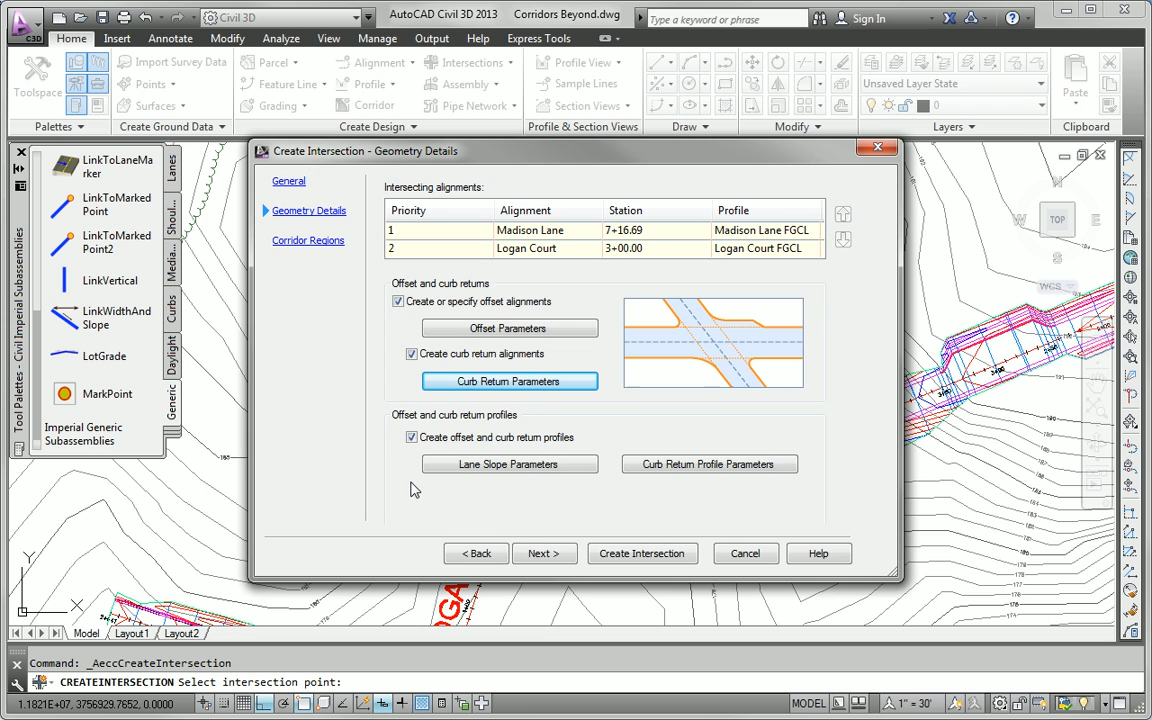 Civil 3D
AutoCAD Civil 3D 2013
Corridors Beyond.dwg
Type a keyword or phrase
Sign In
C3D
Home
Insert
Annotate
Modify
Analyze
View
Manage
Output
Help
Express Tools
Toolspace
Import Survey Data
Points
Surfaces
Parcel
Feature Line
Grading
Alignment
Profile
Corridor
Intersections
Assembly
Pipe Network
Profile View
Sample Lines
Section Views
Unsaved Layer State
0
Paste
Palettes
Create Ground Data
Create Design
Profile & Section Views
Draw
Modify
Layers
Clipboard
LinkToLaneMa
rker
LinkToMarked
Point
LinkToMarked
Point2
LinkVertical
LinkWidthAnd
Slope
LotGrade
MarkPoint
Imperial Generic
Subassemblies
Tool Palettes - Civil Imperial Subassemblies
Lanes
Shoul...
Media...
Curbs
Daylight
Generic
Create Intersection - Geometry Details
General
Geometry Details
Corridor Regions
Intersecting alignments:
Priority Alignment Station Profile
1 Madison Lane 7+16.69 Madison Lane FGCL
2 Logan Court 3+00.00 Logan Court FGCL
Offset and curb returns
Create or specify offset alignments
Offset Parameters
Create curb return alignments
Curb Return Parameters
Offset and curb return profiles
Create offset and curb return profiles
Lane Slope Parameters
Curb Return Profile Parameters
< Back
Next >
Create Intersection
Cancel
Help
N
W
TOP
E
S
WCS
Y
X
Model
Layout1
Layout2
Command: _AeccCreateIntersection
CREATEINTERSECTION Select intersection point:
1.1821E+07, 3756929.7652, 0.0000
MODEL
1" = 30'